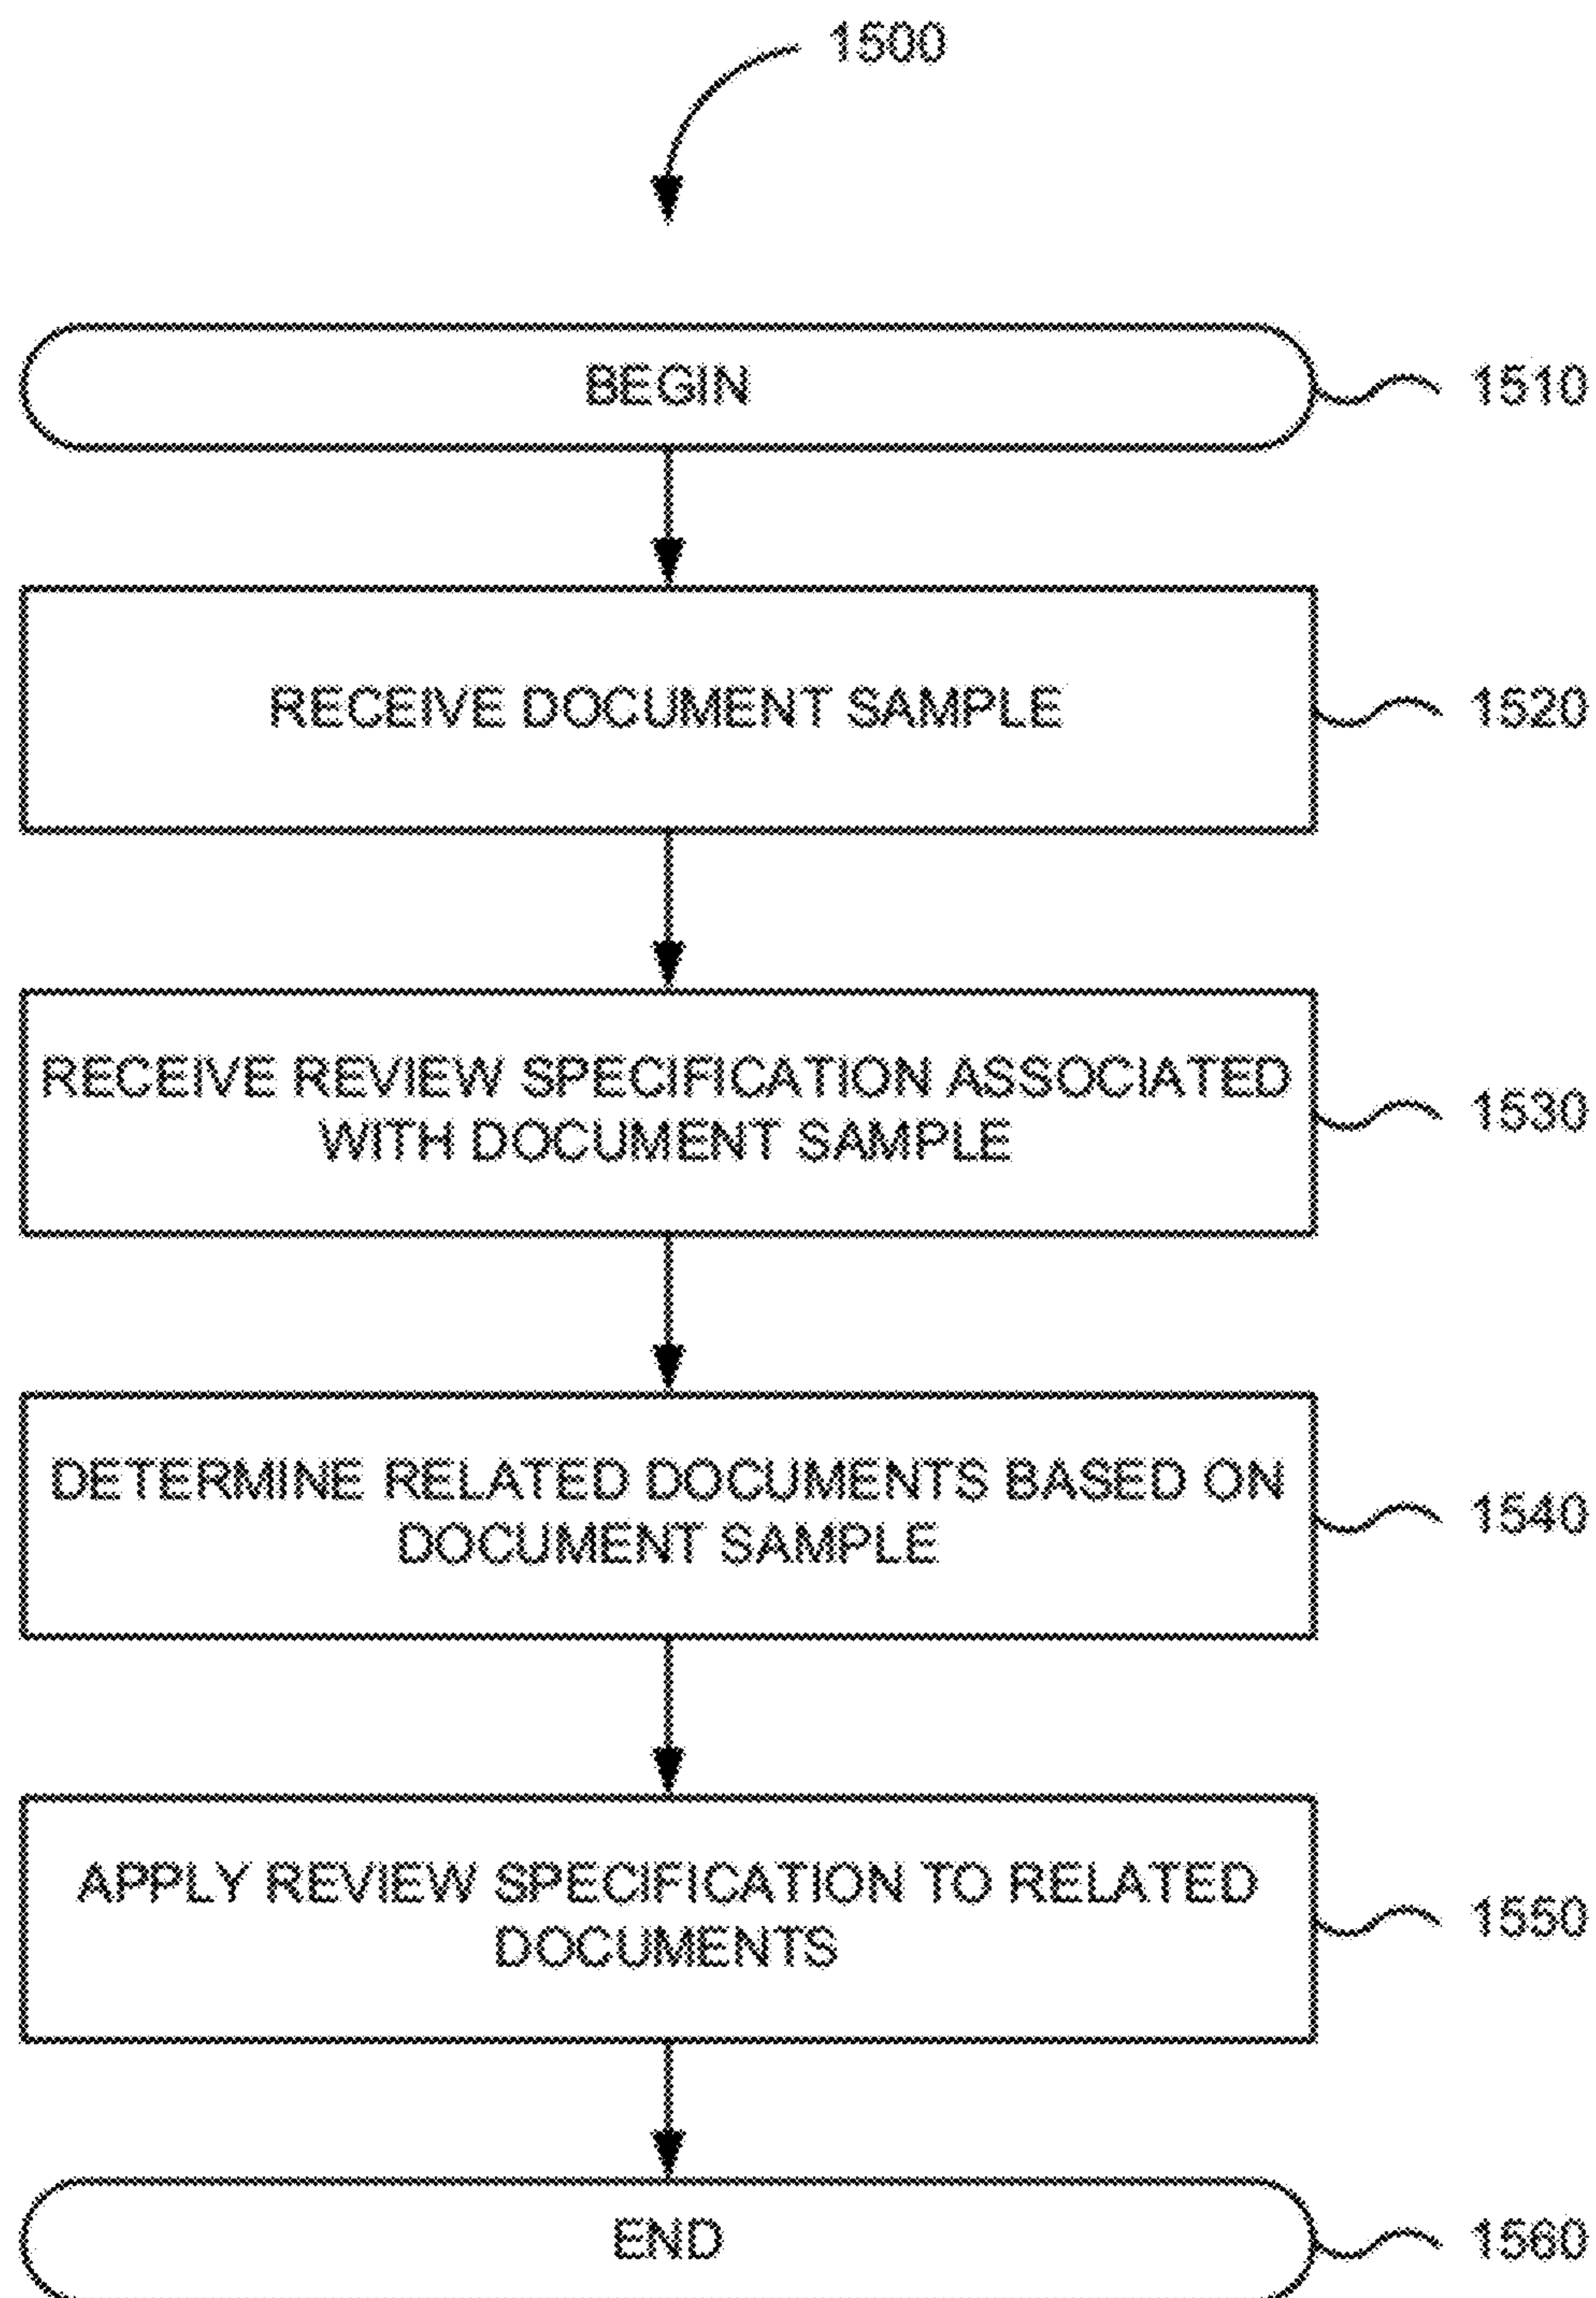 1500
BEGIN
1510
RECEIVE DOCUMENT SAMPLE
1520
RECEIVE REVIEW SPECIFICATION ASSOCIATED
WITH DOCUMENT SAMPLE
1530
DETERMINE RELATED DOCUMENTS BASED ON
DOCUMENT SAMPLE
1540
APPLY REVIEW SPECIFICATION TO RELATED
DOCUMENTS
1550
END
1560